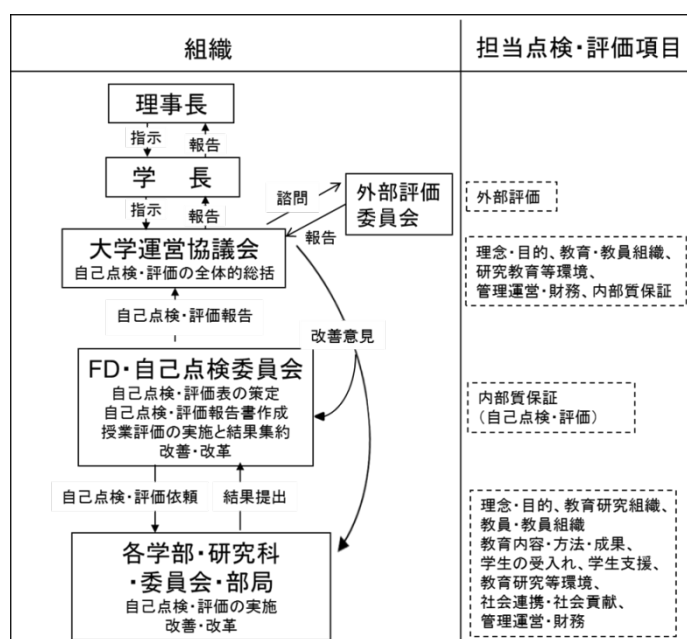 組織
担当点検・評価項目
理事長
指示
報告
学 長
指示
報告
諮問
外部評価
委員会
報告
外部評価
大学運営協議会
自己点検・評価の全体的総括
理念・目的、教育・教員組織、
研究教育等環境、
管理運営・財務、内部質保証
自己点検・評価報告
改善意見
FD・自己点検委員会
自己点検・評価表の策定
自己点検・評価報告書作成
授業評価の実施と結果集約
改善・改革
内部質保証
（自己点検・評価）
自己点検・評価依頼
結果提出
各学部・研究科
・委員会・部局
自己点検・評価の実施
改善・改革
理念・目的、教育研究組織、
教員・教員組織
教育内容・方法・成果、
学生の受入れ、学生支援、
教育研究等環境、
社会連携・社会貢献、
管理運営・財務